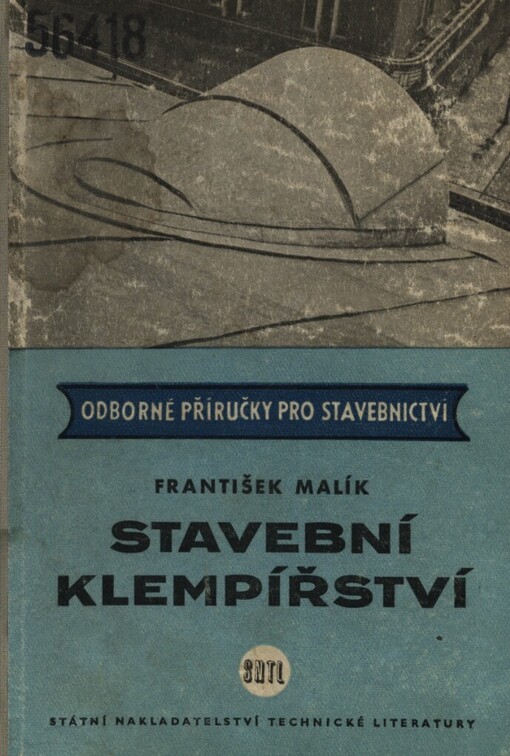 56418
ODBORNÉ PŘÍRUČKY PRO STAVEBNICTVÍ
FRANTIŠEK MALÍK
STAVEBNÍ
KLEMPÍŘSTVÍ
SNTL
STÁTNÍ NAKLADATELSTVÍ TECHNICKÉ LITERATURY